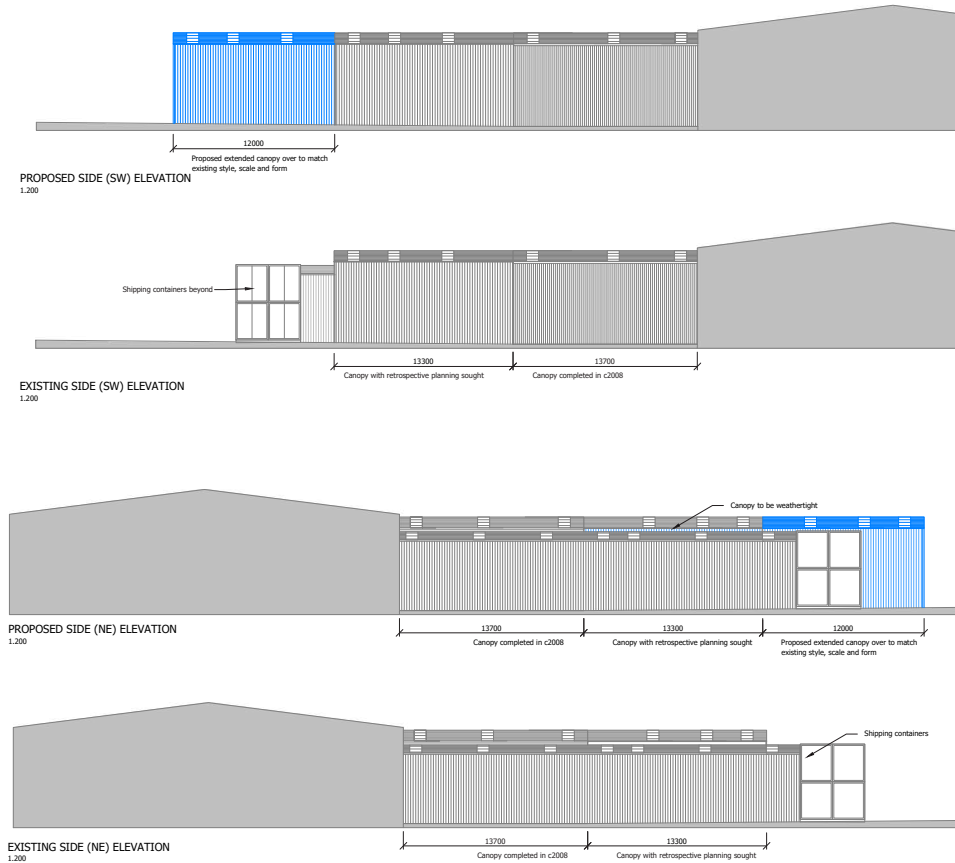 12000
Proposed extended canopy over to match
existing style, scale and form
PROPOSED SIDE (SW) ELEVATION
1.200
Shipping containers beyond
13300
13700
Canopy with retrospective planning sought
Canopy completed in c2008
EXISTING SIDE (SW) ELEVATION
1.200
Canopy to be weathertight
PROPOSED SIDE (NE) ELEVATION
1.200
13700
13300
12000
Canopy completed in c2008
Canopy with retrospective planning sought
Proposed extended canopy over to match
existing style, scale and form
Shipping containers
EXISTING SIDE (NE) ELEVATION
1.200
13700
13300
Canopy completed in c2008
Canopy with retrospective planning sought